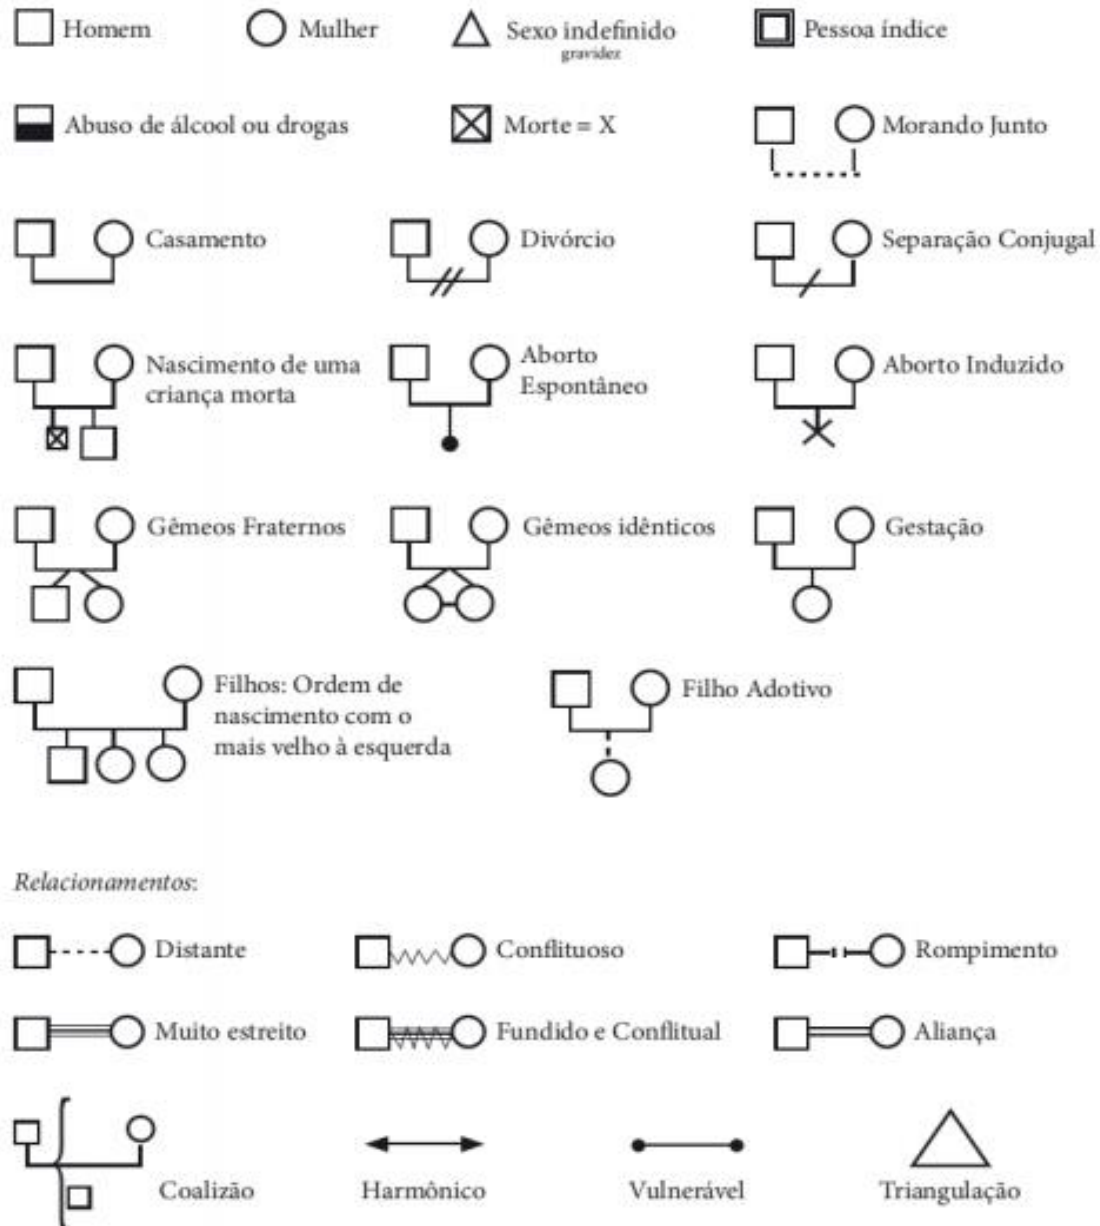 Homem
Mulher
Sexo indefinido
gravidez
Pessoa índice
Abuso de álcool ou drogas
Morte = X
Morando Junto
Casamento
Divórcio
Separação Conjugal
Nascimento de uma
criança morta
Aborto
Espontâneo
Aborto Induzido
Gêmeos Fraternos
Gêmeos idênticos
Gestação
Filhos: Ordem de
nascimento com o
mais velho à esquerda
Filho Adotivo
Relacionamentos:
Distante
Conflituoso
Rompimento
Muito estreito
Fundido e Conflitual
Aliança
Coalizão
Harmônico
Vulnerável
Triangulação